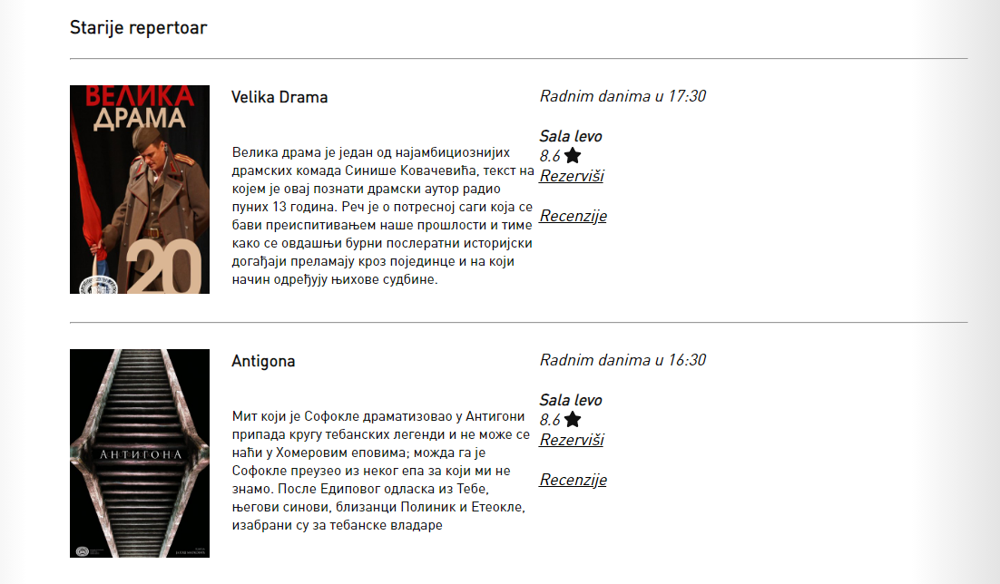 Starije repertoar
ВЕЛИКА
ДРАМА
20
Velika Drama
Велика драма је један од најамбициознијих
драмских комада Синише Ковачевића, текст на
којем је овај познати драмски аутор радио
пуних 13 година. Реч је о потресној саги која се
бави преиспитивањем наше прошлости и тиме
како се овдашњи бурни послератни историјски
догађаји преламају кроз појединце и на који
начин одређују њихове судбине.
Radnim danima u 17:30
Sala levo
8.6
Rezerviši
Recenzije
АНТИГОНА
Antigona
Мит који је Софокле драматизовао у Антигони
припада кругу тебанских легенди и не може се
наћи у Хомеровим еповима; можда га је
Софокле преузео из неког епа за који ми не
знамо. После Едиповог одласка из Тебе,
његови синови, близанци Полиник и Етеокле,
изабрани су за тебанске владаре
Radnim danima u 16:30
Sala levo
8.6
Rezerviši
Recenzije